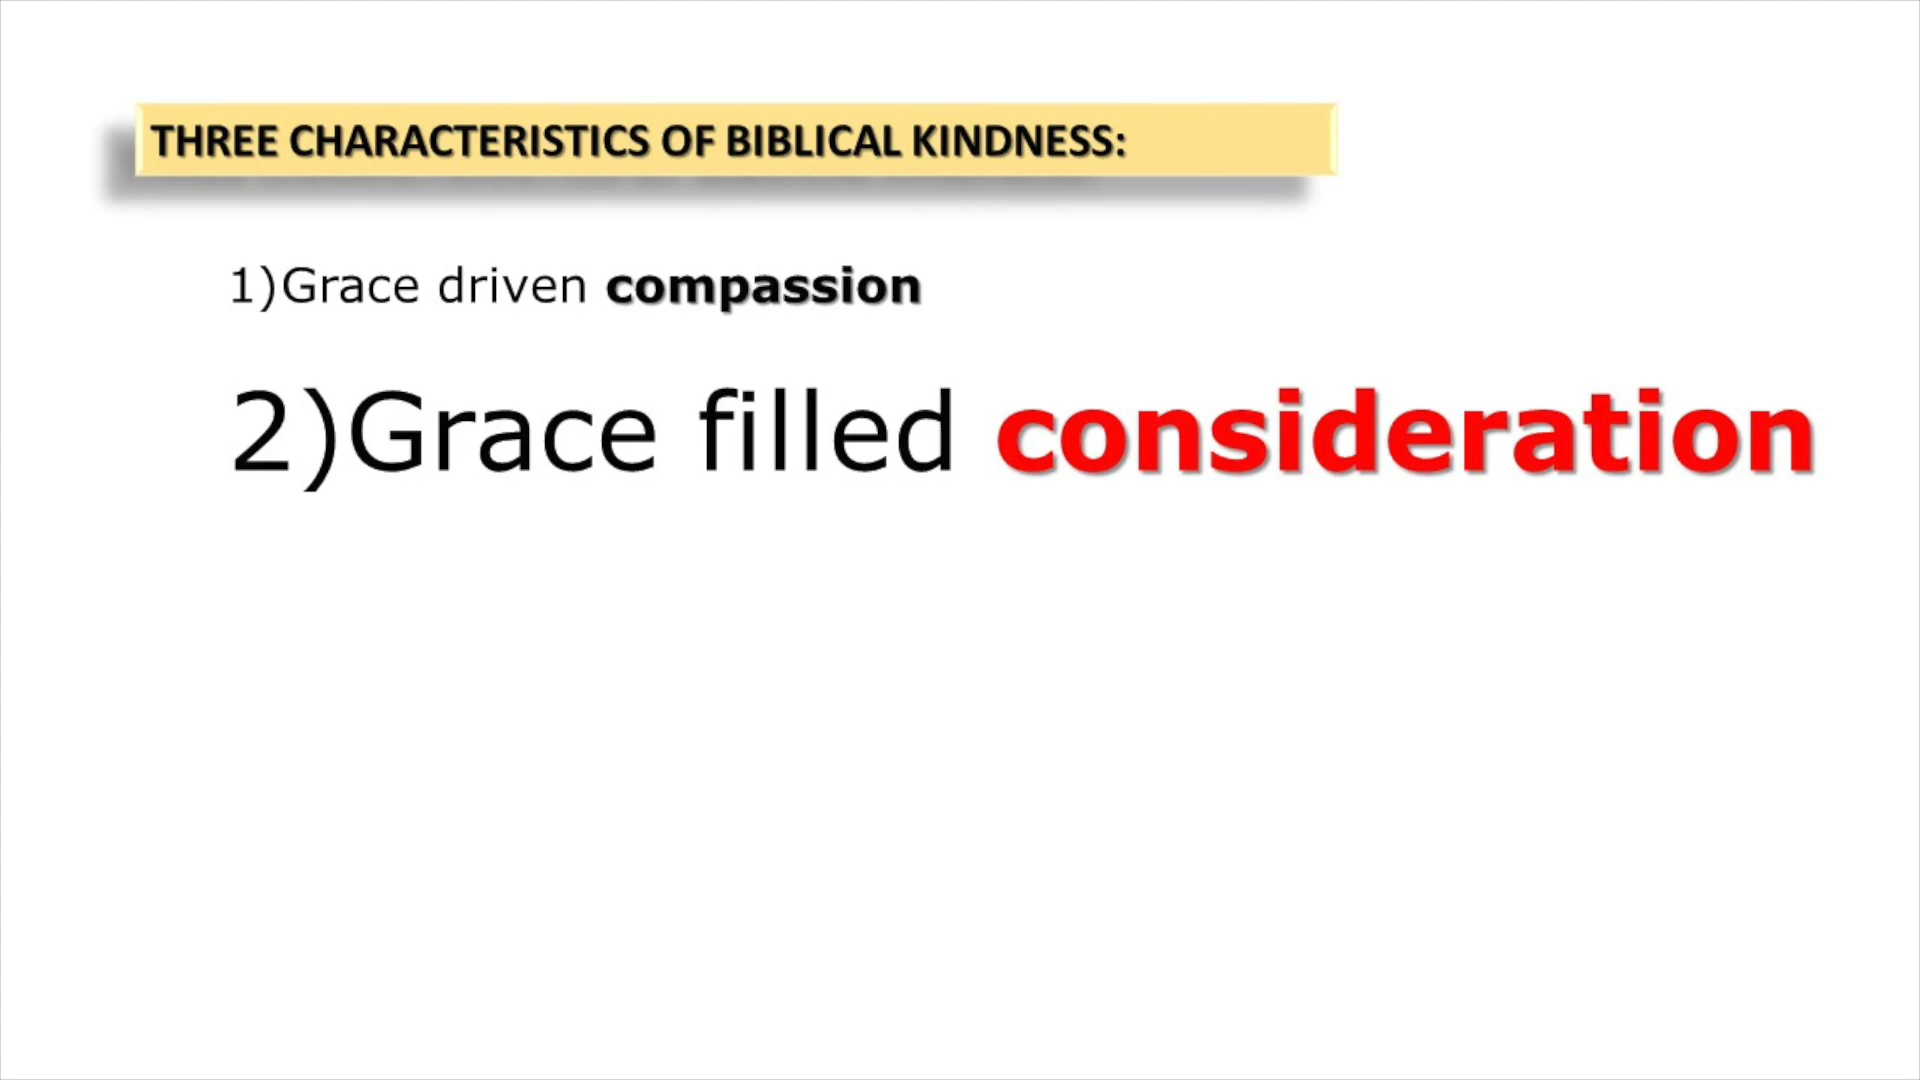 THREE CHARACTERISTICS OF BIBLICAL KINDNESS:
1)Grace driven compassion
2)Grace filled consideration